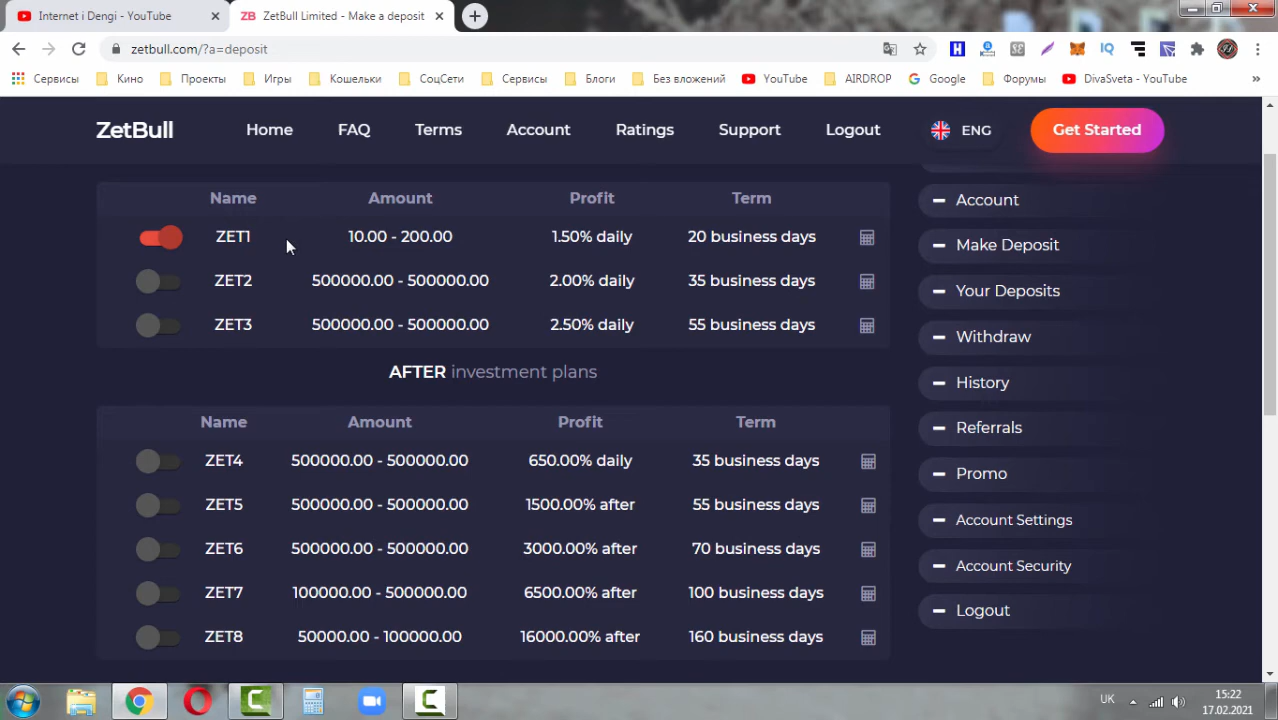 Internet i Dengi - YouTube
ZB ZetBull Limited - Make a deposit
zetbull.com/?a=deposit
Сервисы Кино Проекты Игры Кошельки СоцСети Сервисы Блоги Без вложений YouTube AIRDROP Google Форумы DivaSveta - YouTube »
ZetBull Home FAQ Terms Account Ratings Support Logout ENG Get Started
Name Amount Profit Term
ZET1 10.00 - 200.00 1.50% daily 20 business days
ZET2 500000.00 - 500000.00 2.00% daily 35 business days
ZET3 500000.00 - 500000.00 2.50% daily 55 business days
AFTER investment plans
Name Amount Profit Term
ZET4 500000.00 - 500000.00 650.00% daily 35 business days
ZET5 500000.00 - 500000.00 1500.00% after 55 business days
ZET6 500000.00 - 500000.00 3000.00% after 70 business days
ZET7 100000.00 - 500000.00 6500.00% after 100 business days
ZET8 50000.00 - 100000.00 16000.00% after 160 business days
Account
Make Deposit
Your Deposits
Withdraw
History
Referrals
Promo
Account Settings
Account Security
Logout
UK
15:22
17.02.2021